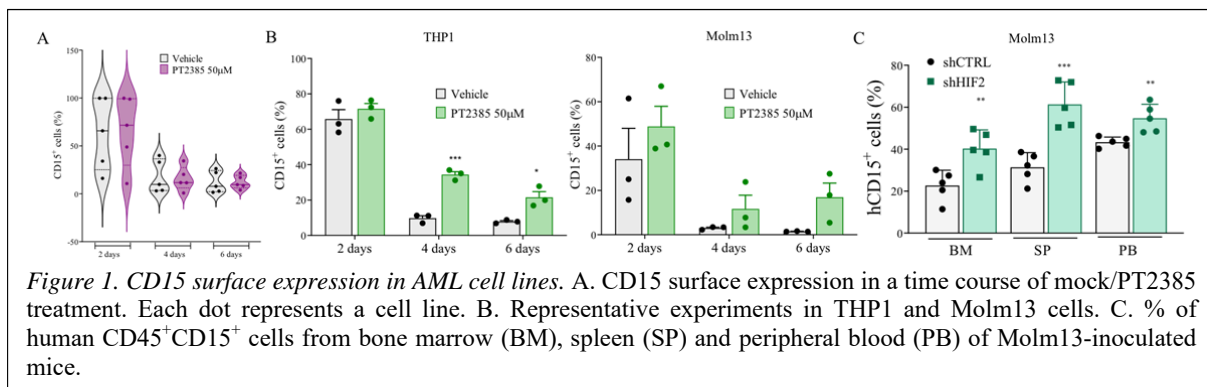 A
B
THP1
Molm13
C
Molm13
150
100
50
0
-50
CD15⁺ cells (%)
Vehicle
PT2385 50µM
2 days
4 days
6 days
100
80
60
40
20
0
CD15⁺ cells (%)
Vehicle
PT2385 50µM
***
*
2 days
4 days
6 days
80
60
40
20
0
CD15⁺ cells (%)
Vehicle
PT2385 50µM
2 days
4 days
6 days
80
60
40
20
0
hCD15⁺ cells (%)
shCTRL
shHIF2
**
***
**
BM
SP
PB
Figure 1. CD15 surface expression in AML cell lines. A. CD15 surface expression in a time course of mock/PT2385
treatment. Each dot represents a cell line. B. Representative experiments in THP1 and Molm13 cells. C. % of
human CD45⁺CD15⁺ cells from bone marrow (BM), spleen (SP) and peripheral blood (PB) of Molm13-inoculated
mice.